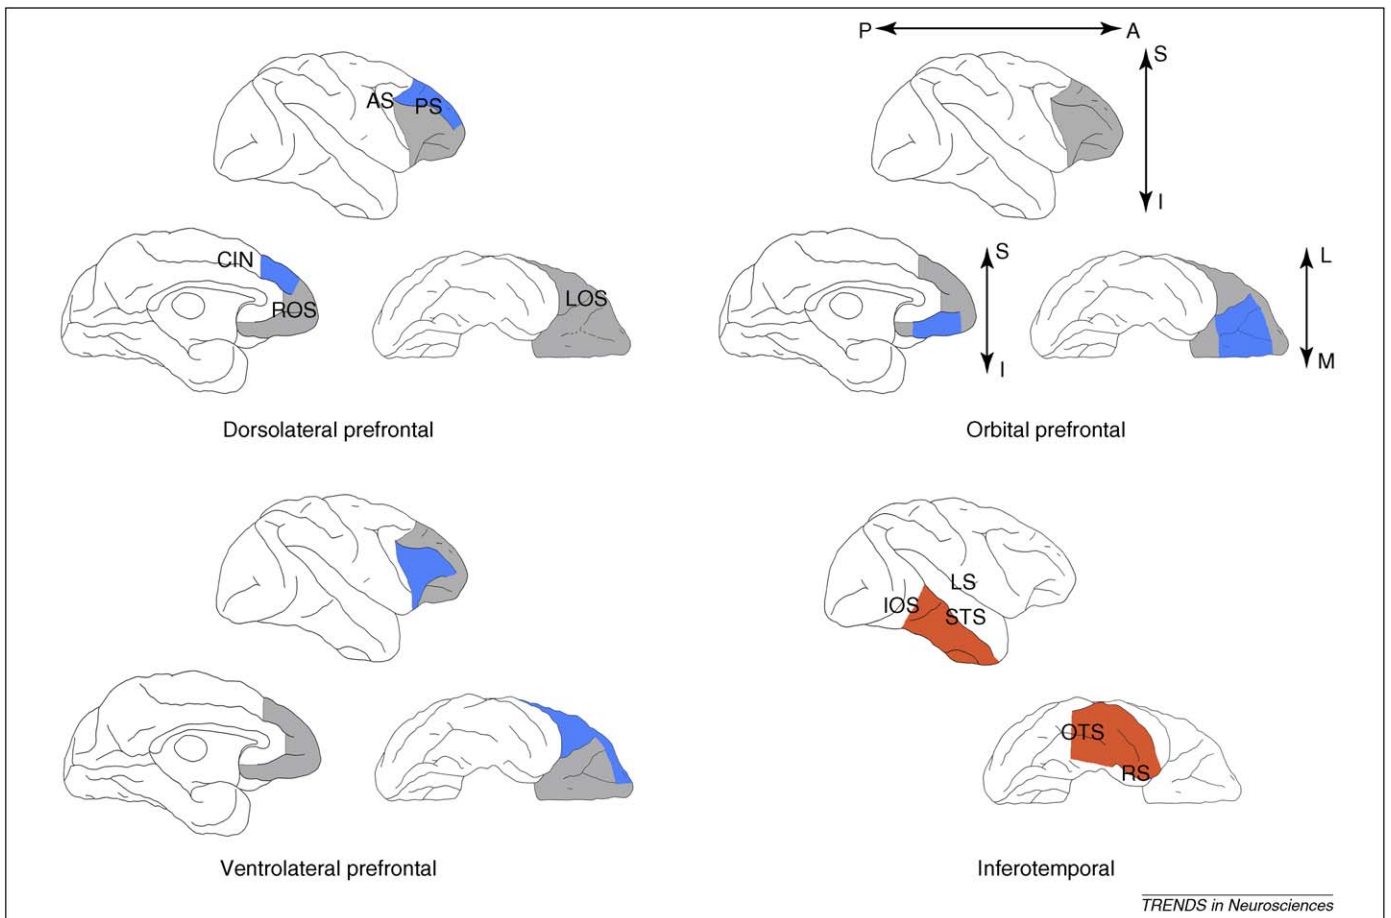 P
A
S
AS
PS
I
CIN
ROS
LOS
S
I
L
M
Dorsolateral prefrontal
Orbital prefrontal
LS
IOS
STS
OTS
RS
Ventrolateral prefrontal
Inferotemporal
TRENDS in Neurosciences